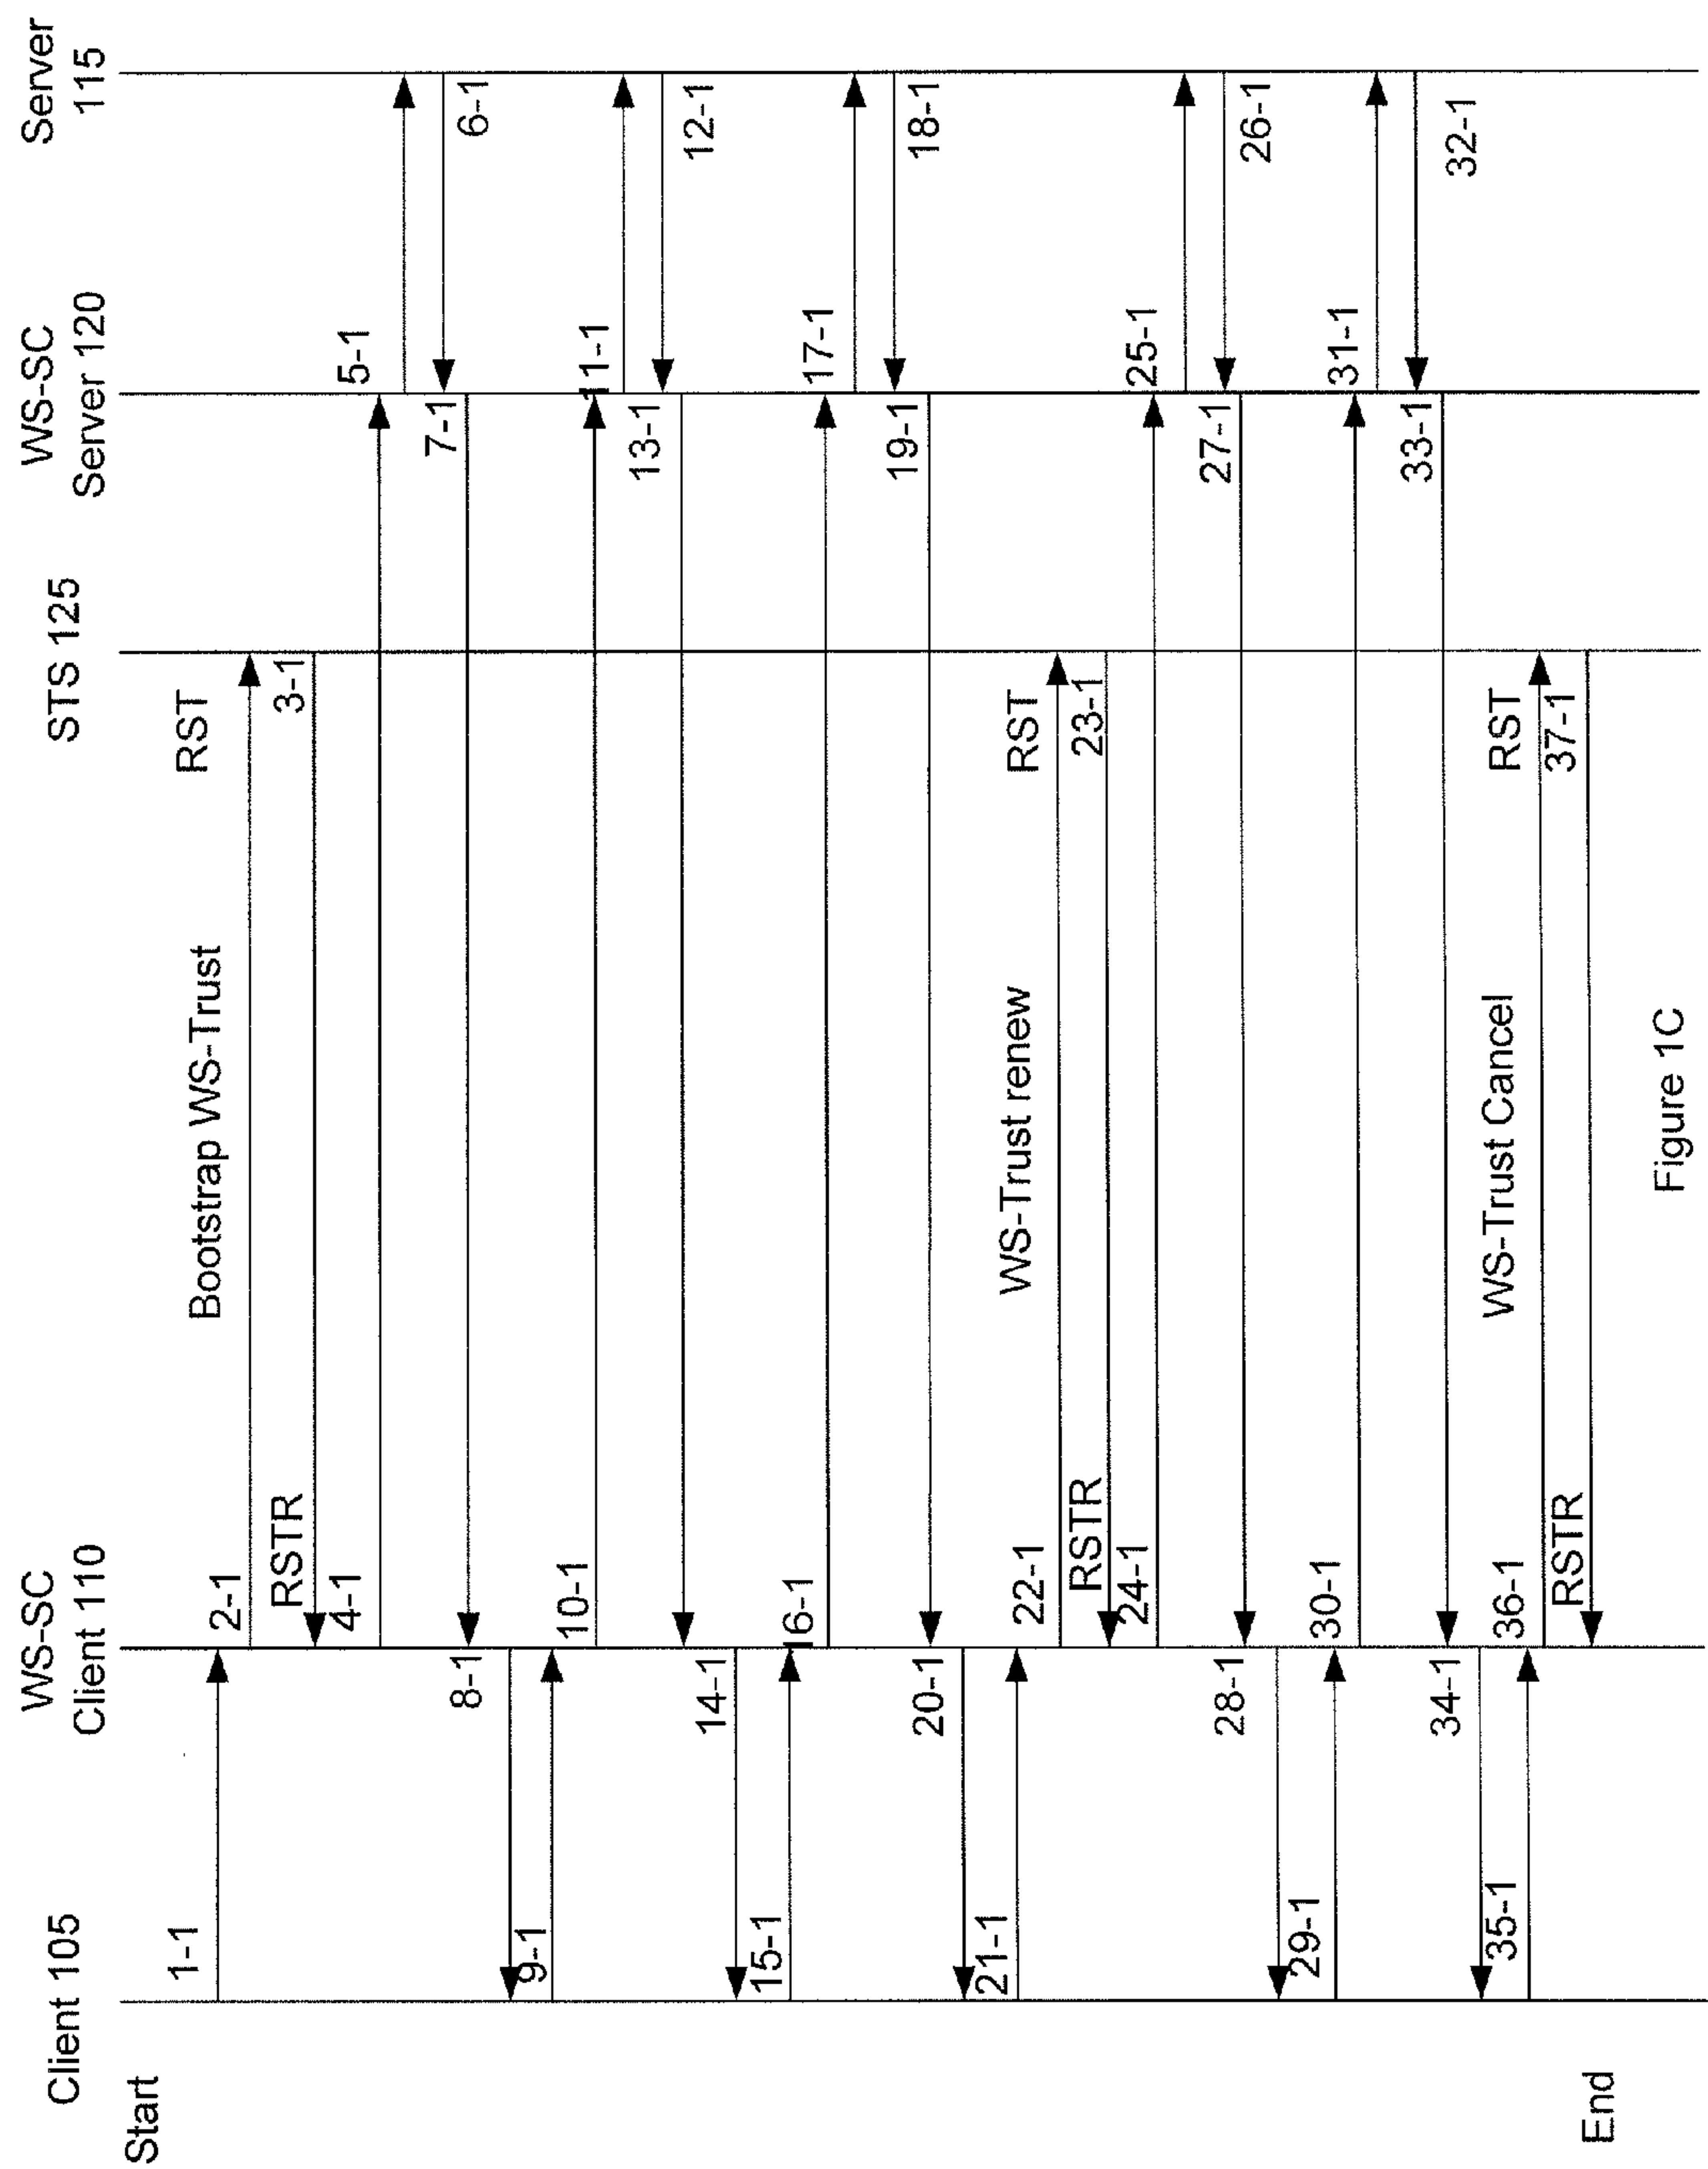 Client 105
WS-SC
Client 110
STS 125
WS-SC
Server 120
Server
115
Start
1-1
2-1
Bootstrap WS-Trust
RST
RSTR
3-1
4-1
5-1
6-1
7-1
8-1
9-1
10-1
11-1
12-1
13-1
14-1
15-1
16-1
17-1
18-1
19-1
20-1
21-1
22-1
WS-Trust renew
RST
RSTR
23-1
24-1
25-1
26-1
27-1
28-1
29-1
30-1
31-1
32-1
33-1
34-1
35-1
36-1
WS-Trust Cancel
RST
RSTR
37-1
End
Figure 1C